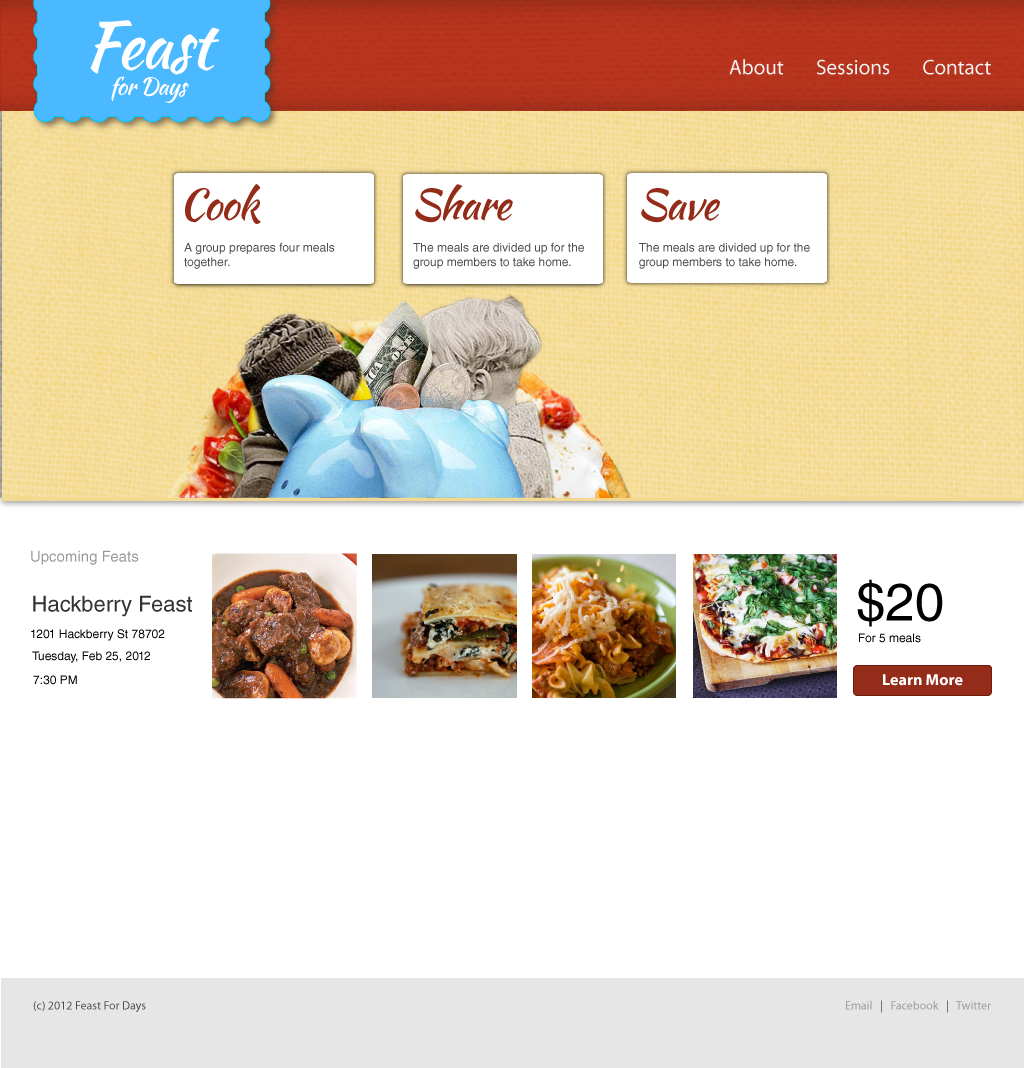 Feast
for Days
About
Sessions
Contact
Cook
A group prepares four meals
together.
Share
The meals are divided up for the
group members to take home.
Save
The meals are divided up for the
group members to take home.
Upcoming Feats
Hackberry Feast
1201 Hackberry St 78702
Tuesday, Feb 25, 2012
7:30 PM
$20
For 5 meals
Learn More
(c) 2012 Feast For Days
Email | Facebook | Twitter